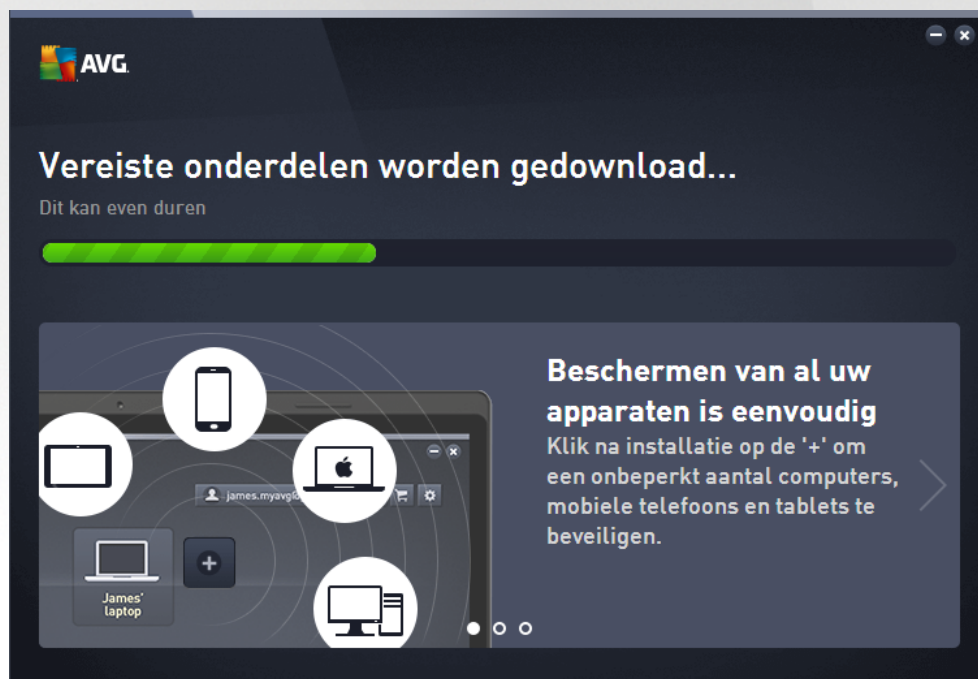 AVG
Vereiste onderdelen worden gedownload...
Dit kan even duren
Beschermen van al uw
apparaten is eenvoudig
Klik na installatie op de '+' om
een onbeperkt aantal computers,
mobiele telefoons en tablets te
beveiligen.
James'
laptop